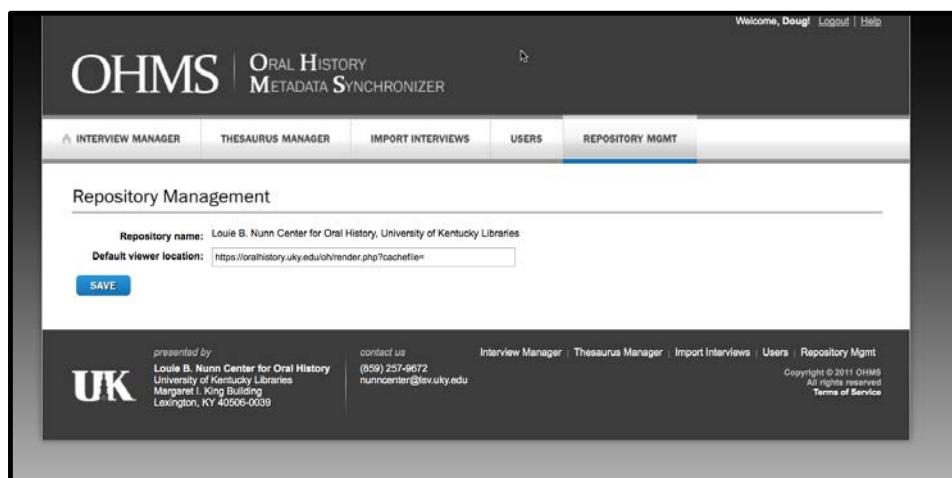 Welcome, Doug! Logout | Help
OHMS | ORAL HISTORY
METADATA SYNCHRONIZER
INTERVIEW MANAGER THESAURUS MANAGER IMPORT INTERVIEWS USERS REPOSITORY MGMT
Repository Management
Repository name: Louie B. Nunn Center for Oral History, University of Kentucky Libraries
Default viewer location: https://oralhistory.uky.edu/oh/render.php?cachefile=
SAVE
presented by
Louie B. Nunn Center for Oral History
University of Kentucky Libraries
Margaret I. King Building
Lexington, KY 40506-0039
UK
contact us
(859) 257-9672
nunncenter@lsv.uky.edu
Interview Manager | Thesaurus Manager | Import Interviews | Users | Repository Mgmt
Copyright © 2011 OHMS
All rights reserved
Terms of Service